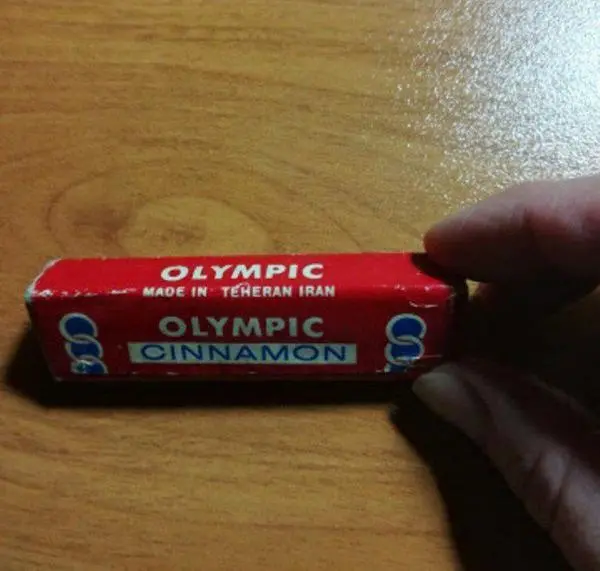 OLYMPIC
MADE IN TEHERAN IRAN
OLYMPIC
CINNAMON